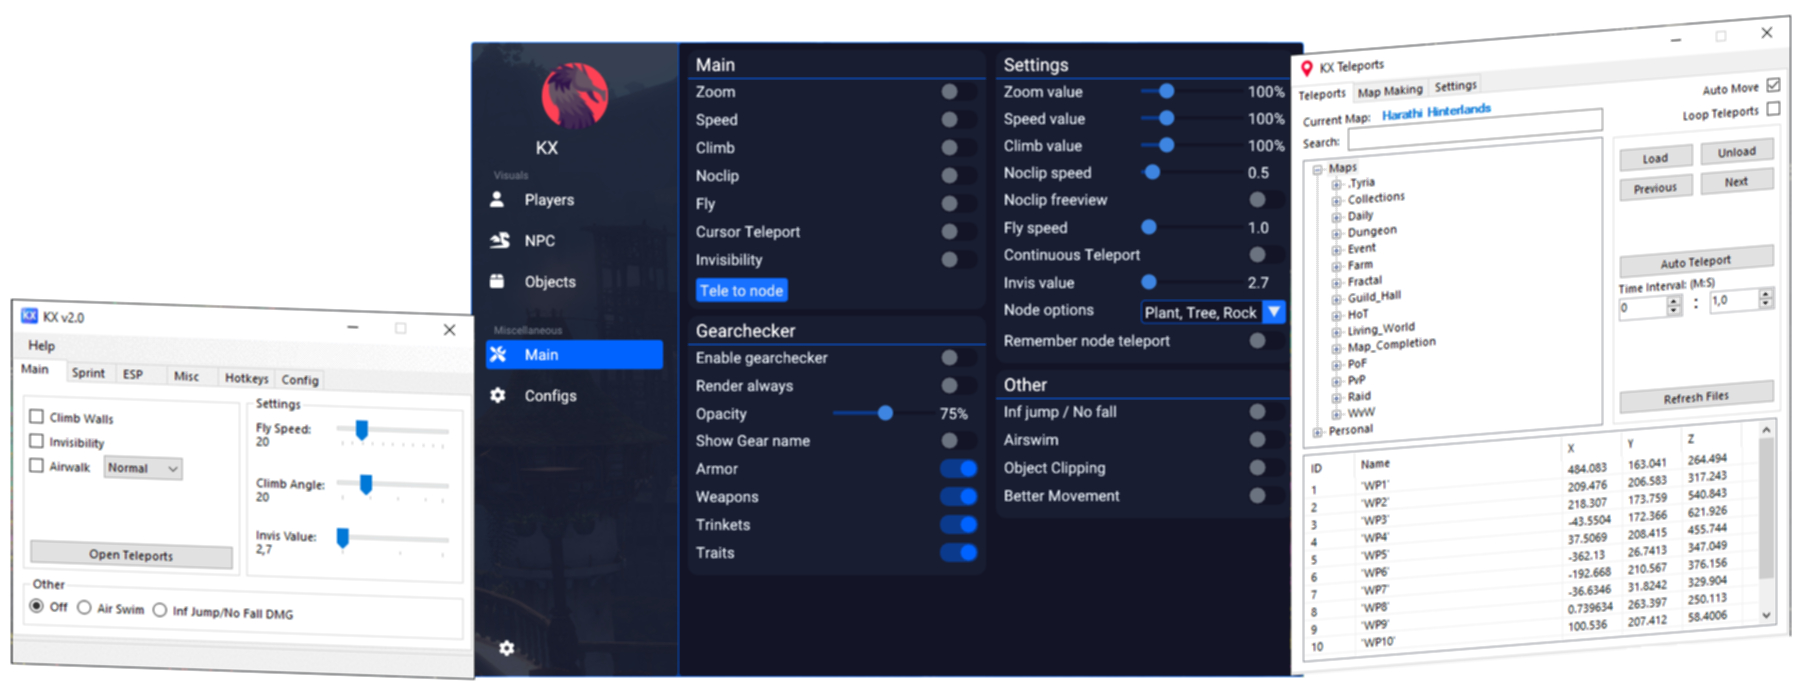 KX v2.0
Help
Main Sprint ESP Misc Hotkeys Config
Climb Walls
Invisibility
Airwalk Normal
Open Teleports
Settings
Fly Speed:
20
Climb Angle:
20
Invis Value:
2,7
Other
Off Air Swim Inf Jump/No Fall DMG
KX
Visuals
Players
NPC
Objects
Miscellaneous
Main
Configs
Main
Zoom
Speed
Climb
Noclip
Fly
Cursor Teleport
Invisibility
Tele to node
Gearchecker
Enable gearchecker
Render always
Opacity 75%
Show Gear name
Armor
Weapons
Trinkets
Traits
Settings
Zoom value 100%
Speed value 100%
Climb value 100%
Noclip speed 0.5
Noclip freeview
Fly speed 1.0
Continuous Teleport
Invis value 2.7
Node options Plant, Tree, Rock
Remember node teleport
Other
Inf jump / No fall
Airswim
Object Clipping
Better Movement
KX Teleports
Teleports Map Making Settings
Auto Move
Loop Teleports
Current Map: Harathi Hinterlands
Search:
Maps
.Tyria
Collections
Daily
Dungeon
Event
Farm
Fractal
Guild_Hall
HoT
Living_World
Map_Completion
PoF
PvP
Raid
WvW
Personal
Load Unload
Previous Next
Auto Teleport
Time Interval: (M:S)
0 : 1,0
Refresh Files
ID Name X Y Z
1 'WP1' 484.083 163.041 264.494
2 'WP2' 209.476 206.583 317.243
3 'WP3' 218.307 173.759 540.843
4 'WP4' -43.5504 172.366 621.926
5 'WP5' 37.5069 208.415 455.744
6 'WP6' -362.13 26.7413 347.049
7 'WP7' -192.668 210.567 376.156
8 'WP8' -36.6346 31.8242 329.904
9 'WP9' 0.739634 263.397 250.113
10 'WP10' 100.536 207.412 58.4006